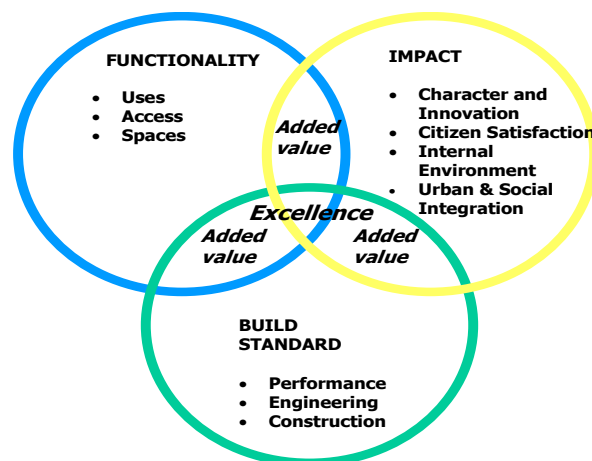 FUNCTIONALITY
• Uses
• Access
• Spaces
IMPACT
• Character and
Innovation
• Citizen Satisfaction
• Internal
Environment
• Urban & Social
Integration
Added
value
Excellence
Added
value
Added
value
BUILD
STANDARD
• Performance
• Engineering
• Construction